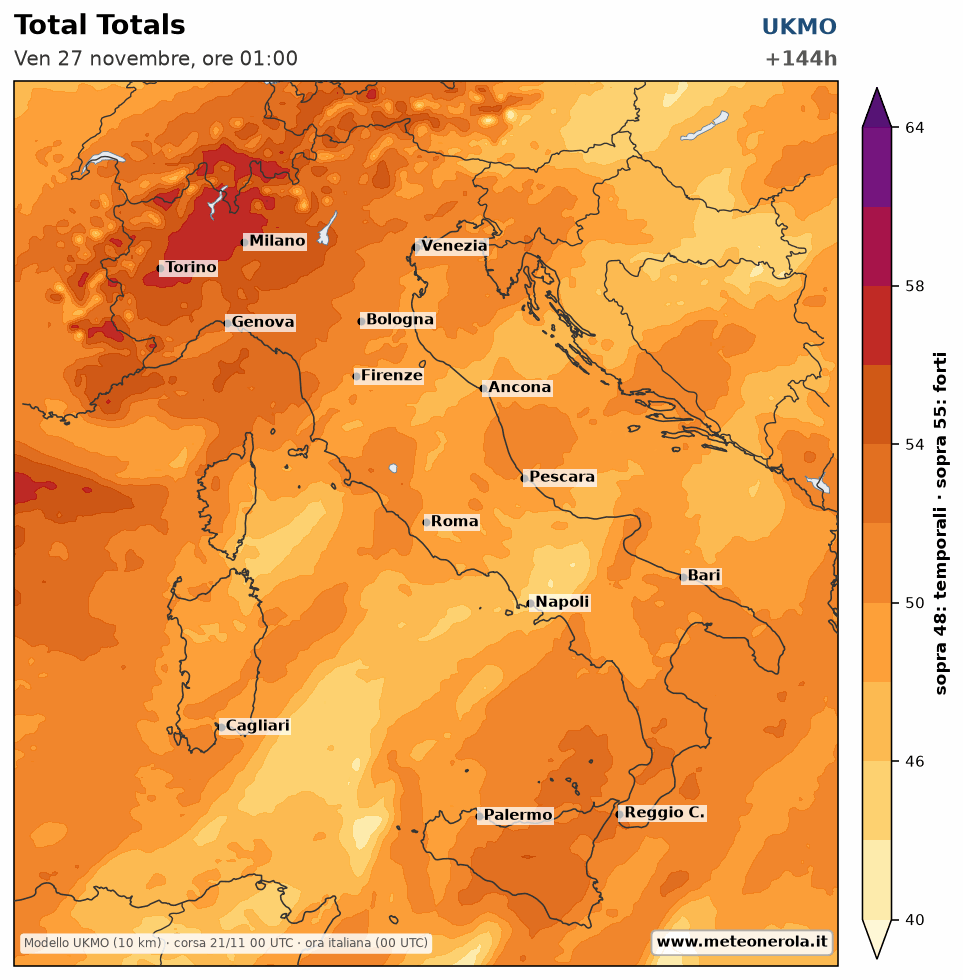 Total Totals
UKMO
Ven 27 novembre, ore 01:00
+144h
64
58
54
50
46
40
sopra 48: temporali · sopra 55: forti
Milano
Venezia
Torino
Genova
Bologna
Firenze
Ancona
Pescara
Roma
Bari
Napoli
Cagliari
Palermo
Reggio C.
Modello UKMO (10 km) · corsa 21/11 00 UTC · ora italiana (00 UTC)
www.meteonerola.it